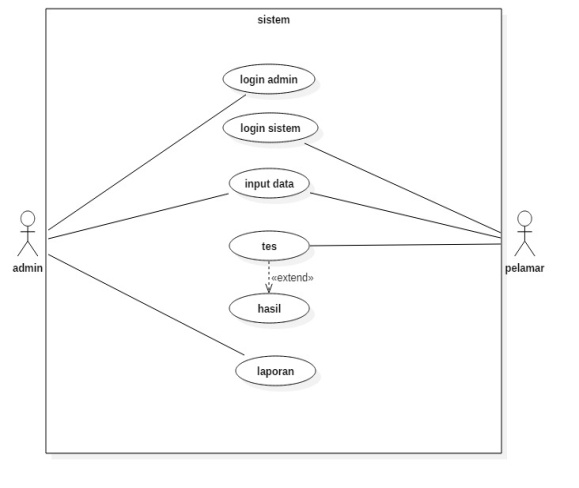 sistem
login admin
login sistem
input data
tes
admin
pelamar
«extend»
hasil
laporan